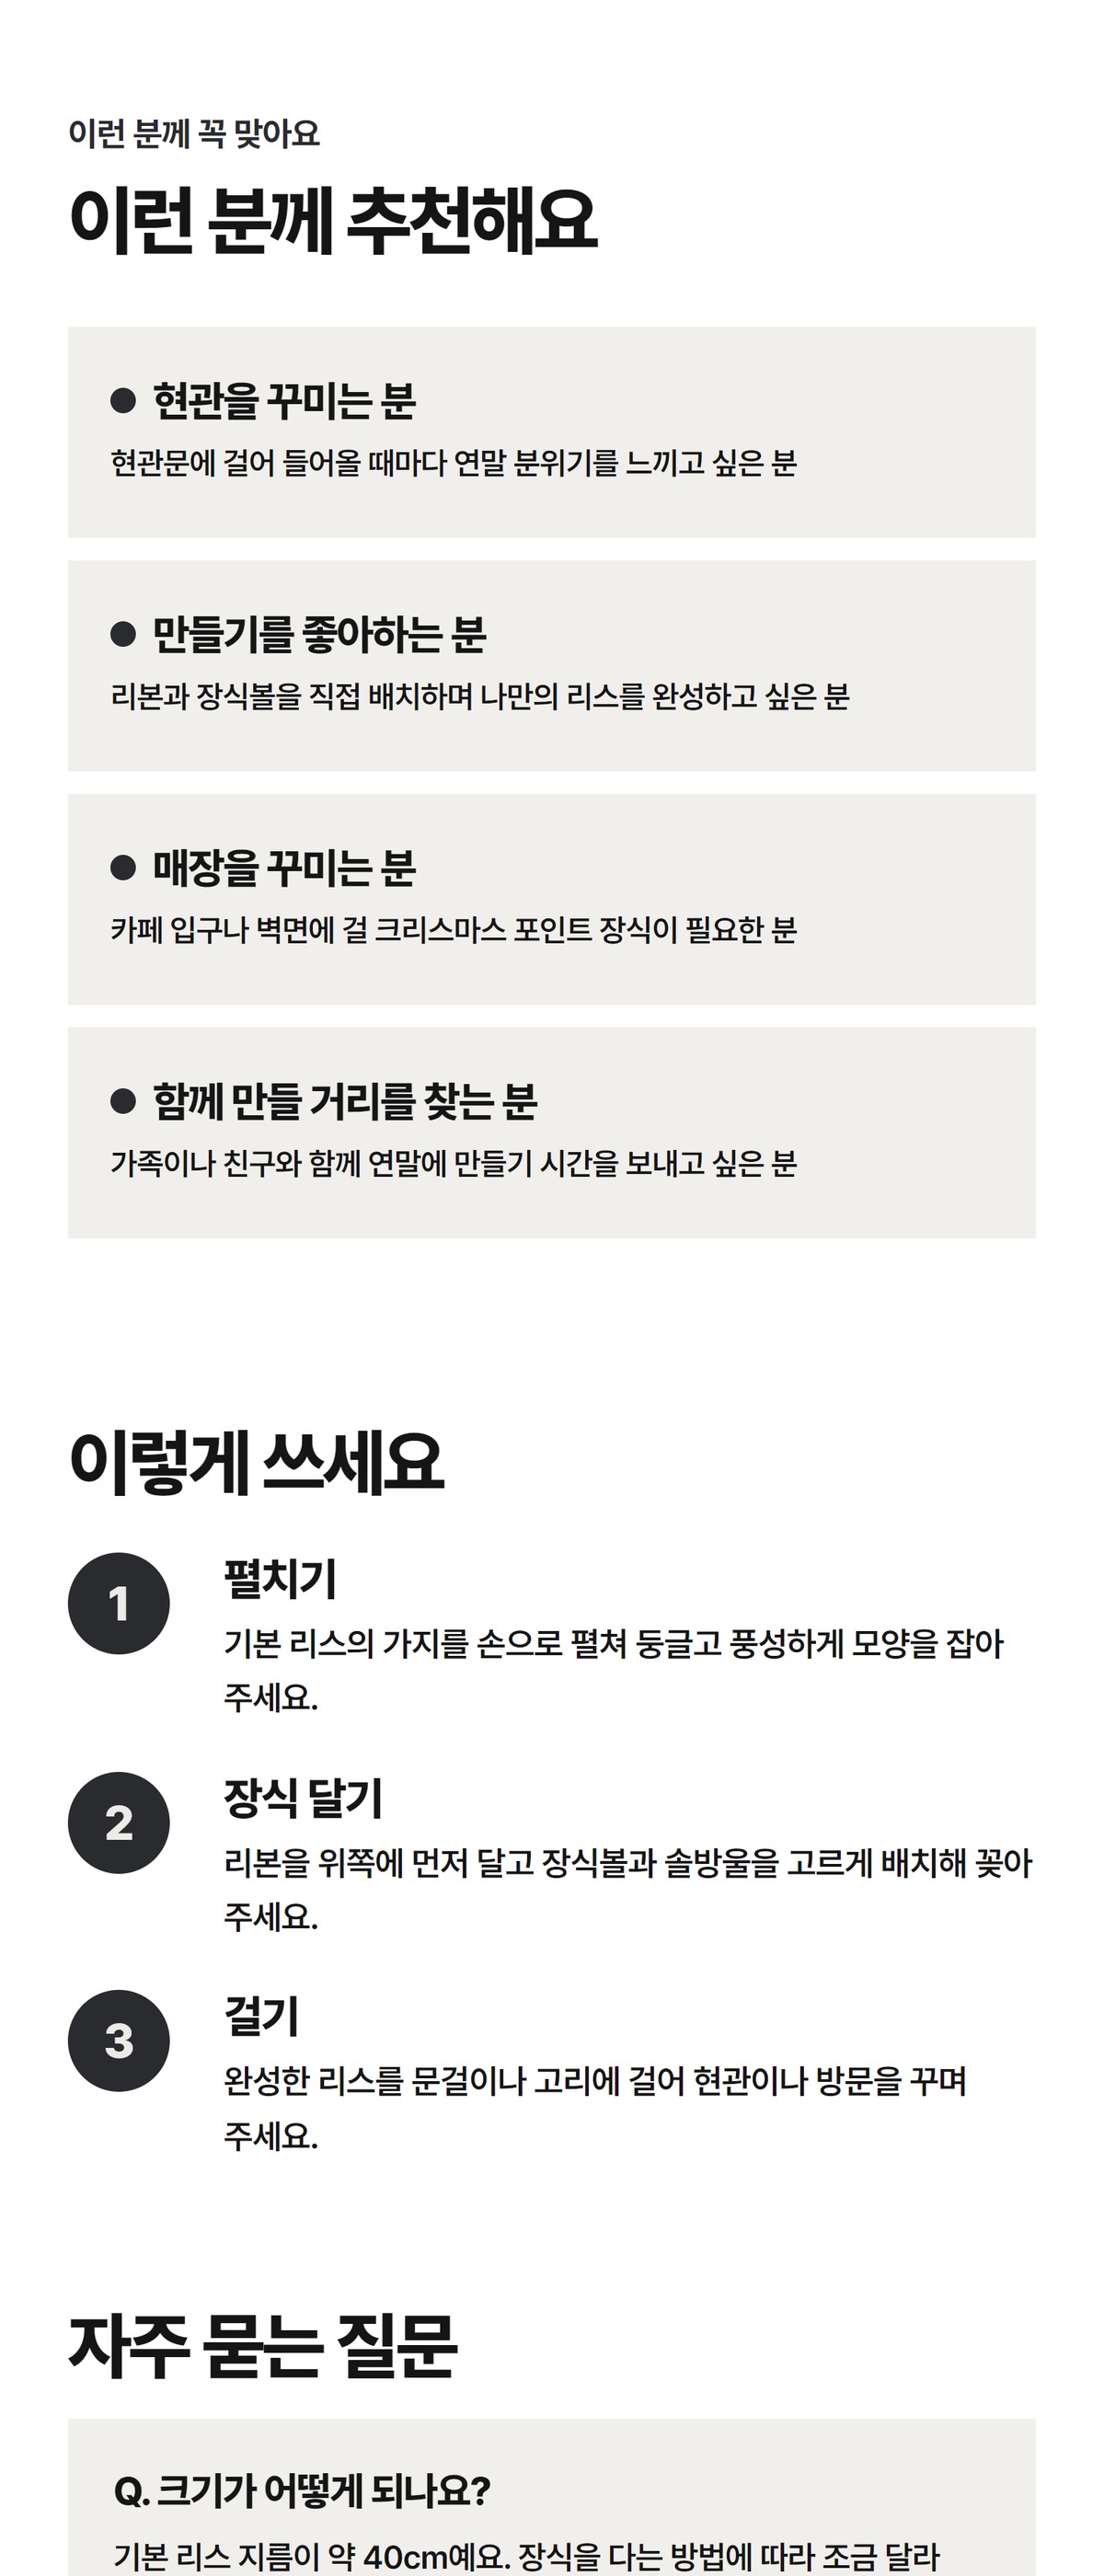 이런 분께 꼭 맞아요
이런 분께 추천해요
현관을 꾸미는 분
현관문에 걸어 들어올 때마다 연말 분위기를 느끼고 싶은 분
만들기를 좋아하는 분
리본과 장식볼을 직접 배치하며 나만의 리스를 완성하고 싶은 분
매장을 꾸미는 분
카페 입구나 벽면에 걸 크리스마스 포인트 장식이 필요한 분
함께 만들 거리를 찾는 분
가족이나 친구와 함께 연말에 만들기 시간을 보내고 싶은 분
이렇게 쓰세요
1
펼치기
기본 리스의 가지를 손으로 펼쳐 둥글고 풍성하게 모양을 잡아
주세요.
2
장식 달기
리본을 위쪽에 먼저 달고 장식볼과 솔방울을 고르게 배치해 꽂아
주세요.
3
걸기
완성한 리스를 문걸이나 고리에 걸어 현관이나 방문을 꾸며
주세요.
자주 묻는 질문
Q. 크기가 어떻게 되나요?
기본 리스 지름이 약 40cm예요. 장식을 다는 방법에 따라 조금 달라